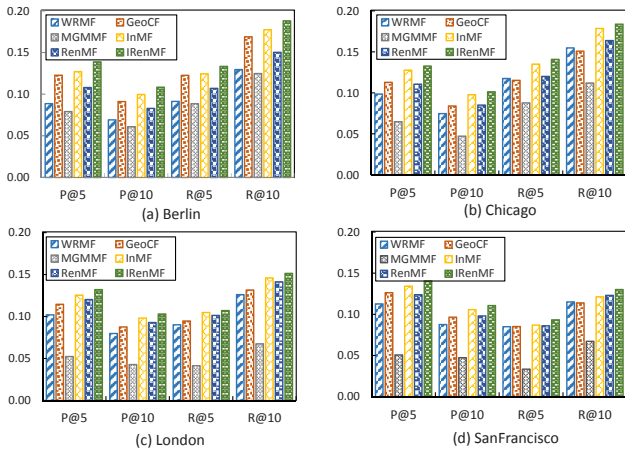 0.20
0.15
0.10
0.05
0.00
WRMF GeoCF
MGMMF InMF
RenMF IRenMF
P@5 P@10 R@5 R@10
(a) Berlin
0.20
0.15
0.10
0.05
0.00
WRMF GeoCF
MGMMF InMF
RenMF IRenMF
P@5 P@10 R@5 R@10
(b) Chicago
0.20
0.15
0.10
0.05
0.00
WRMF GeoCF
MGMMF InMF
RenMF IRenMF
P@5 P@10 R@5 R@10
(c) London
0.20
0.15
0.10
0.05
0.00
WRMF GeoCF
MGMMF InMF
RenMF IRenMF
P@5 P@10 R@5 R@10
(d) SanFrancisco